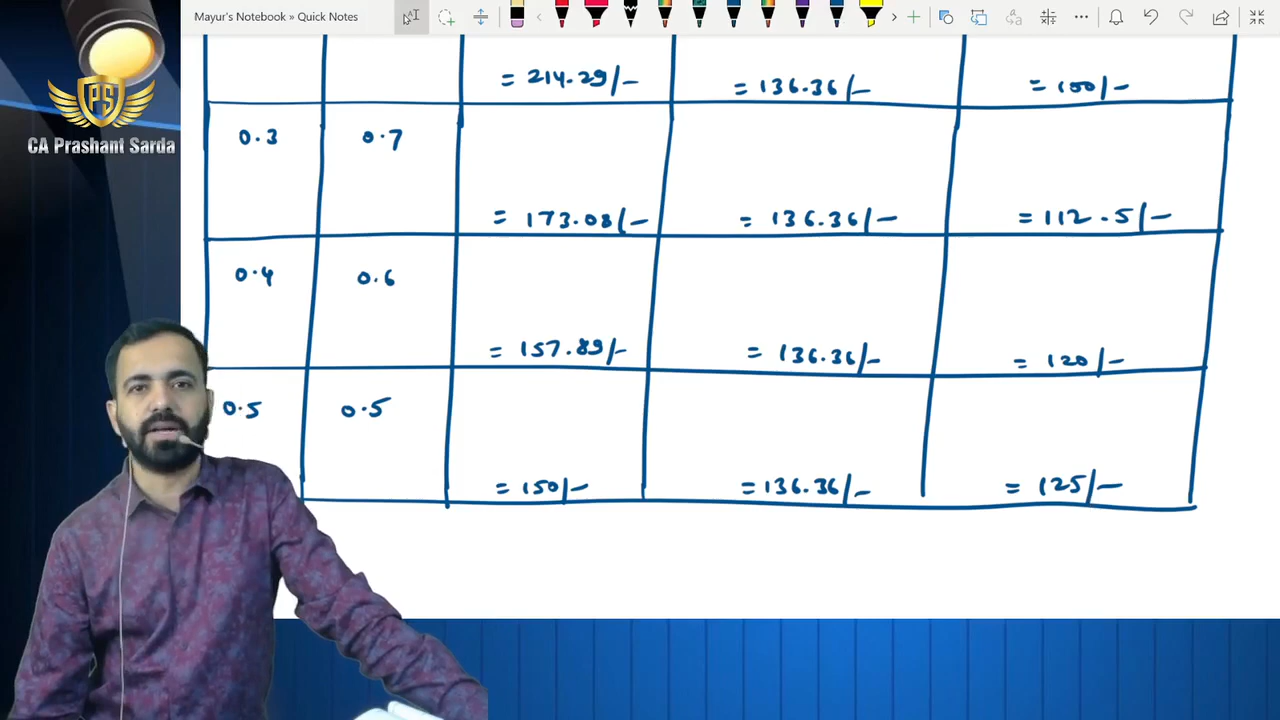 Mayur's Notebook » Quick Notes
PS
CA Prashant Sarda
= 214.29/- = 136.36/- = 100/-
0.3 0.7
= 173.08/- = 136.36/- = 112.5/-
0.4 0.6
= 157.89/- = 136.36/- = 120/-
0.5 0.5
= 150/- = 136.36/- = 125/-